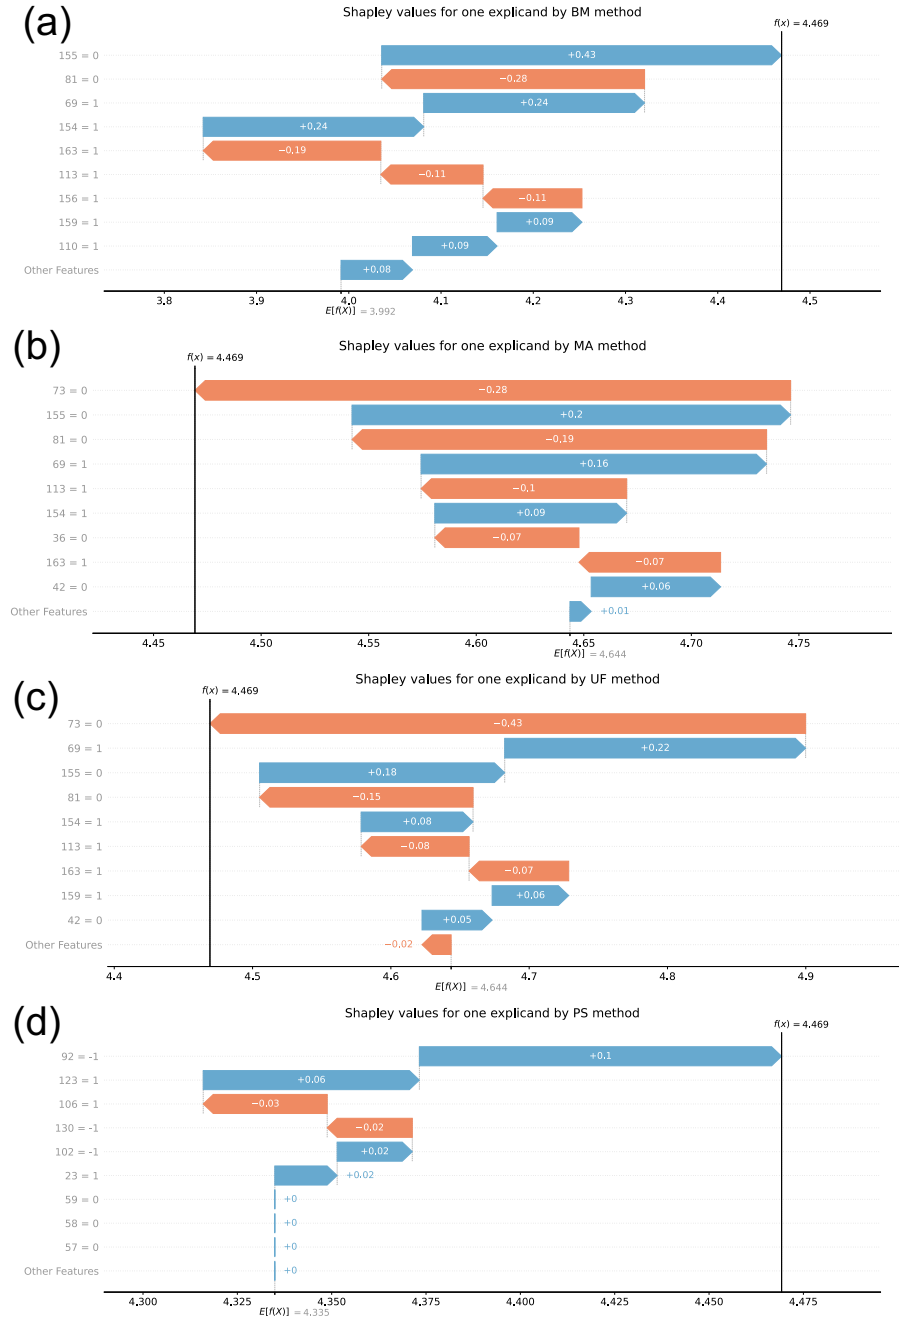 (a)
Shapley values for one explicand by BM method
f(x) = 4.469
155 = 0
+0.43
81 = 0
−0.28
69 = 1
+0.24
154 = 1
+0.24
163 = 1
−0.19
113 = 1
−0.11
156 = 1
−0.11
159 = 1
+0.09
110 = 1
+0.09
Other Features
+0.08
3.8 3.9 4.0 4.1 4.2 4.3 4.4 4.5
E[f(X)] = 3.992
(b)
Shapley values for one explicand by MA method
f(x) = 4.469
73 = 0
−0.28
155 = 0
+0.2
81 = 0
−0.19
69 = 1
+0.16
113 = 1
−0.1
154 = 1
+0.09
36 = 0
−0.07
163 = 1
−0.07
42 = 0
+0.06
Other Features
+0.01
4.45 4.50 4.55 4.60 4.65 4.70 4.75
E[f(X)] = 4.644
(c)
Shapley values for one explicand by UF method
f(x) = 4.469
73 = 0
−0.43
69 = 1
+0.22
155 = 0
+0.18
81 = 0
−0.15
154 = 1
+0.08
113 = 1
−0.08
163 = 1
−0.07
159 = 1
+0.06
42 = 0
+0.05
Other Features
−0.02
4.4 4.5 4.6 4.7 4.8 4.9
E[f(X)] = 4.644
(d)
Shapley values for one explicand by PS method
f(x) = 4.469
92 = -1
+0.1
123 = 1
+0.06
106 = 1
−0.03
130 = -1
−0.02
102 = -1
+0.02
23 = 1
+0.02
59 = 0
+0
58 = 0
+0
57 = 0
+0
Other Features
+0
4.300 4.325 4.350 4.375 4.400 4.425 4.450 4.475
E[f(X)] = 4.335